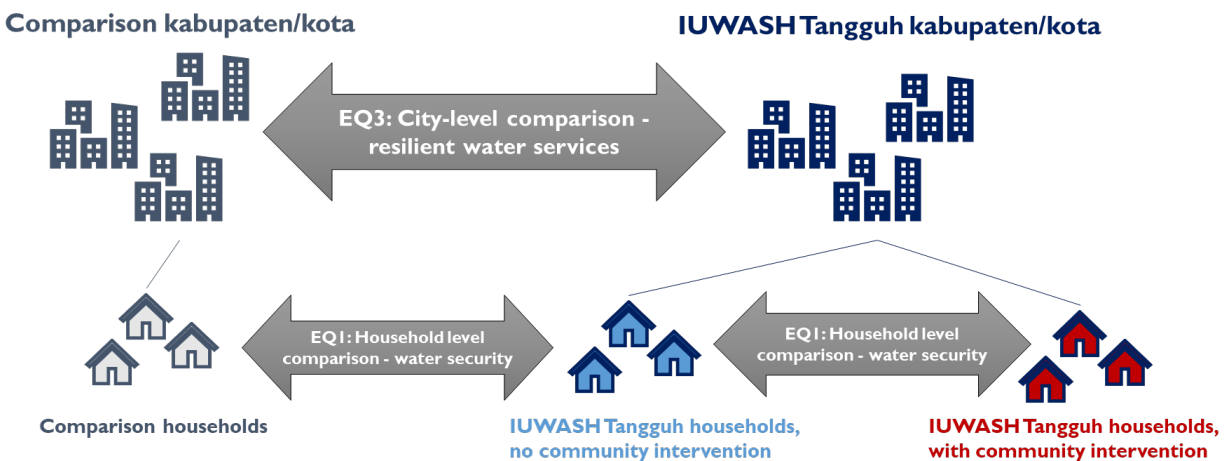 Comparison kabupaten/kota
IUWASH Tangguh kabupaten/kota
EQ3: City-level comparison -
resilient water services
EQ1: Household level
comparison - water security
EQ1: Household level
comparison - water security
Comparison households
IUWASH Tangguh households,
no community intervention
IUWASH Tangguh households,
with community intervention